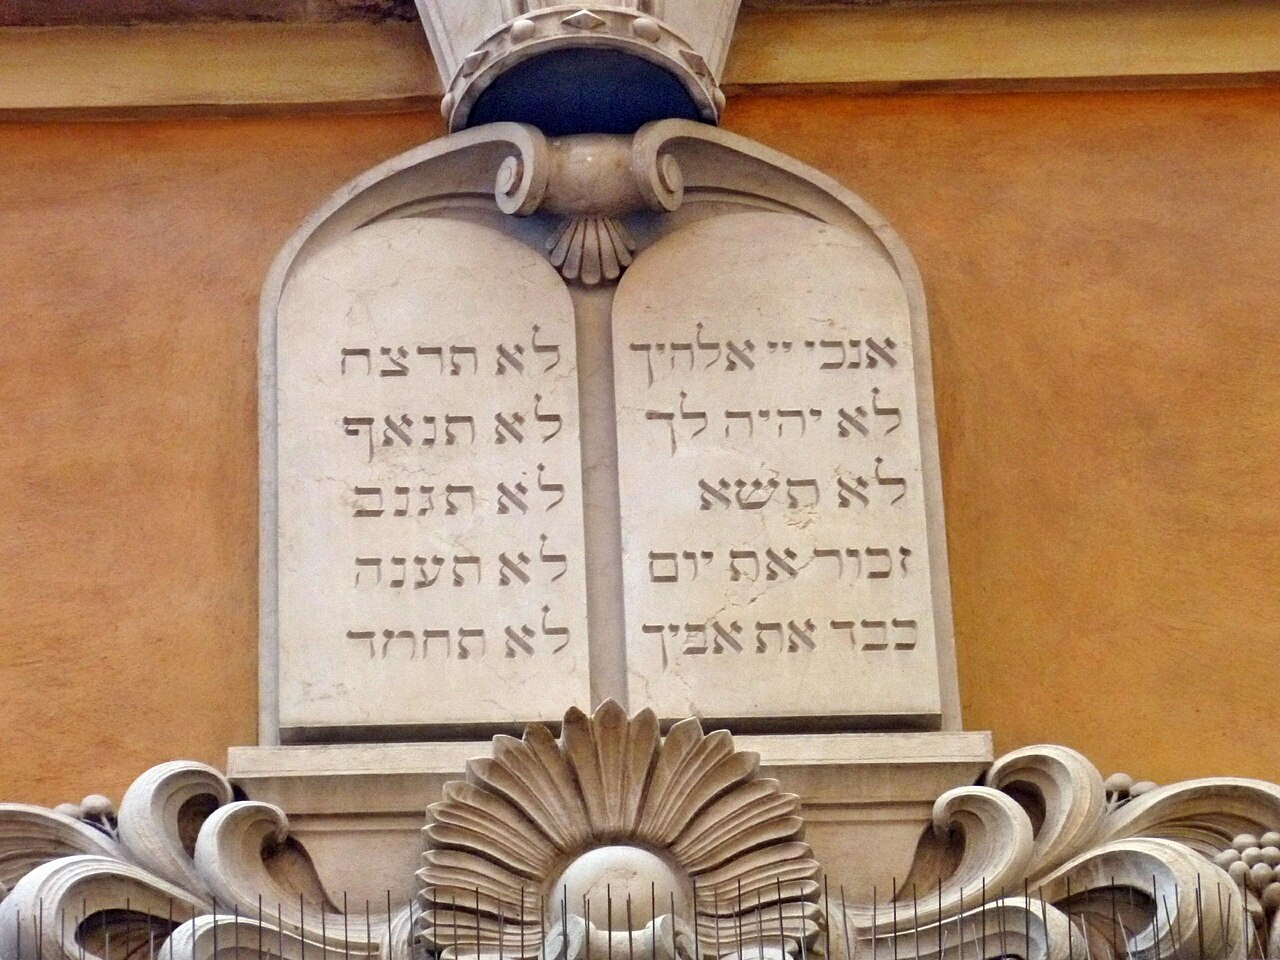 אנכי יי אלהיך
לא יהיה לך
לא תשא
זכור את יום
כבד את אביך
לא תרצח
לא תנאף
לא תגנב
לא תענה
לא תחמד